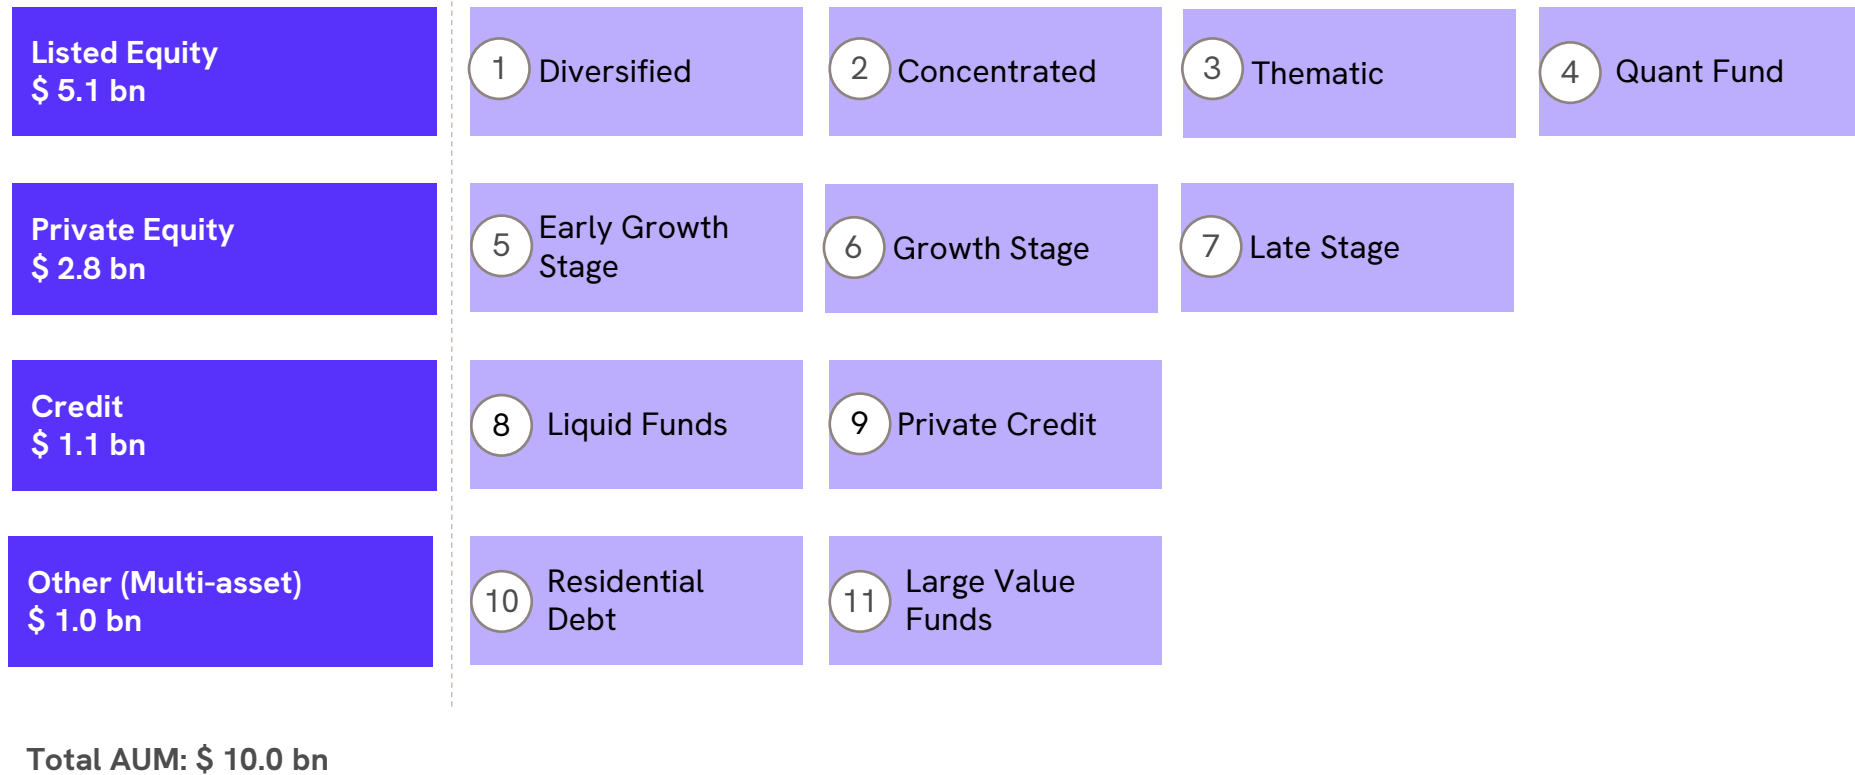 Listed Equity
$ 5.1 bn
1 Diversified
2 Concentrated
3 Thematic
4 Quant Fund
Private Equity
$ 2.8 bn
5 Early Growth
Stage
6 Growth Stage
7 Late Stage
Credit
$ 1.1 bn
8 Liquid Funds
9 Private Credit
Other (Multi-asset)
$ 1.0 bn
10 Residential
Debt
11 Large Value
Funds
Total AUM: $ 10.0 bn